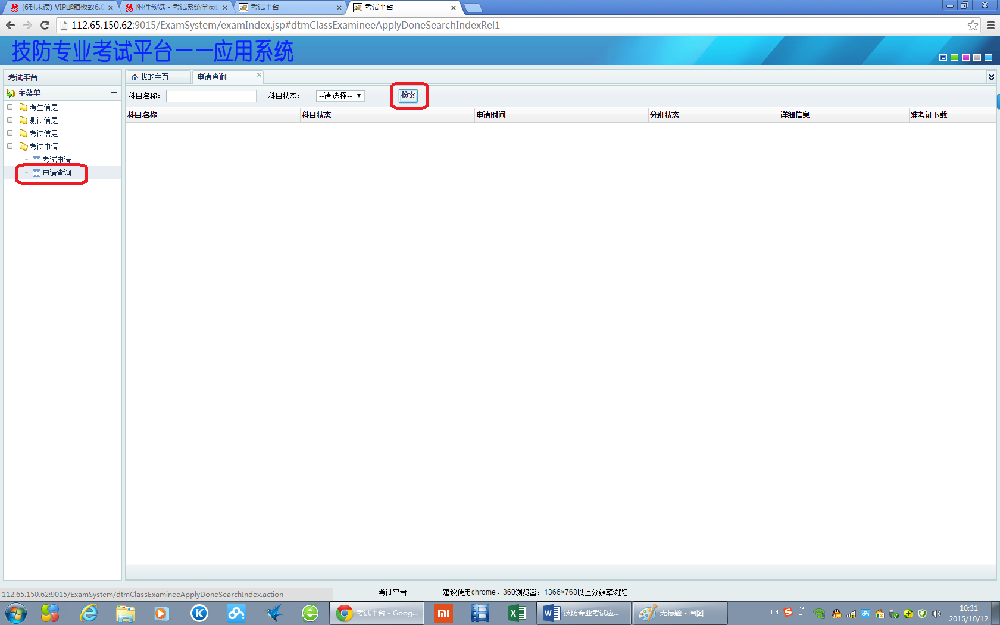 (6封未读) VIP邮箱极致6.0
附件预览 - 考试系统学员
考试平台
考试平台
112.65.150.62:9015/ExamSystem/examIndex.jsp#dtmClassExamineeApplyDoneSearchIndexRel1
技防专业考试平台——应用系统
考试平台
主菜单
考生信息
测试信息
考试信息
考试申请
考试申请
申请查询
我的主页
申请查询
科目名称：
科目状态：
--请选择--
检索
科目名称
科目状态
申请时间
分班状态
详细信息
准考证下载
112.65.150.62:9015/ExamSystem/dtmClassExamineeApplyDoneSearchIndex.action
考试平台
建议使用chrome、360浏览器，1366×768以上分辨率浏览
考试平台 - Goog...
mi
技防专业考试应...
无标题 - 画图
CH
10:31
2015/10/12